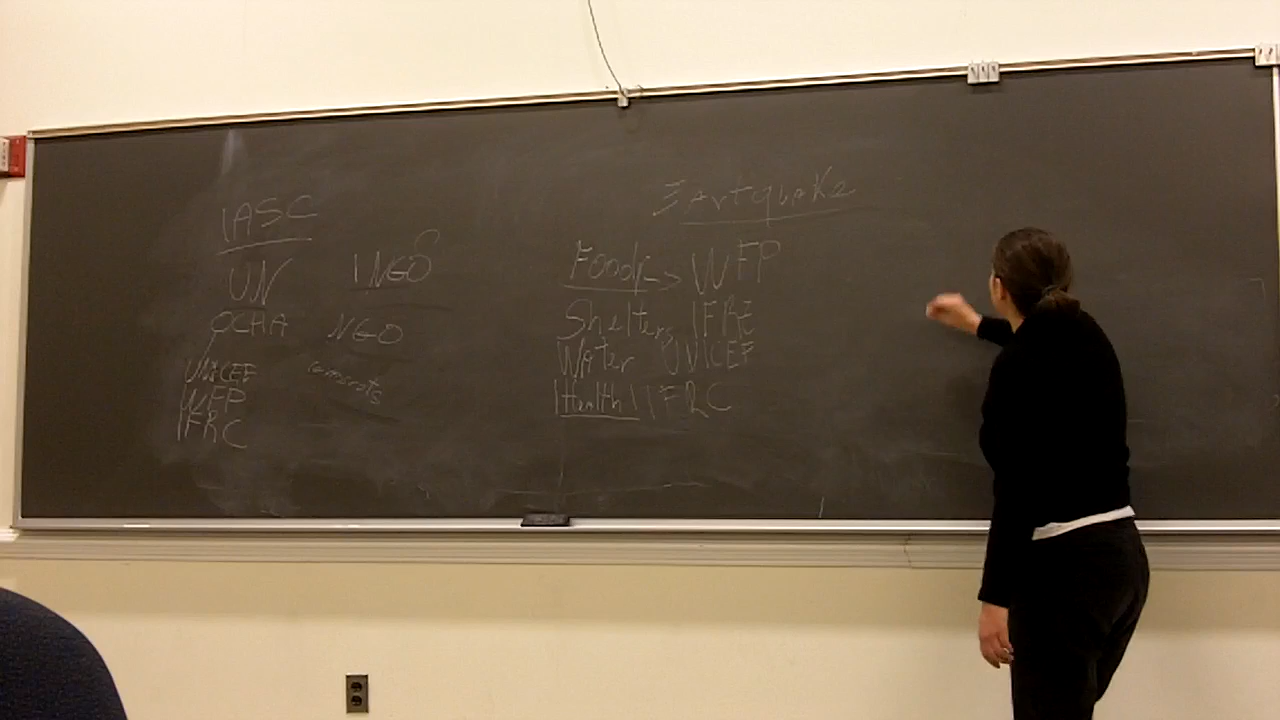 IASC
UN INGOS
OCHA NGO
UNICEF
WFP
IFRC
Eartquake
Food -> WFP
Shelter IFRC
Water UNICEF
Health IFRC